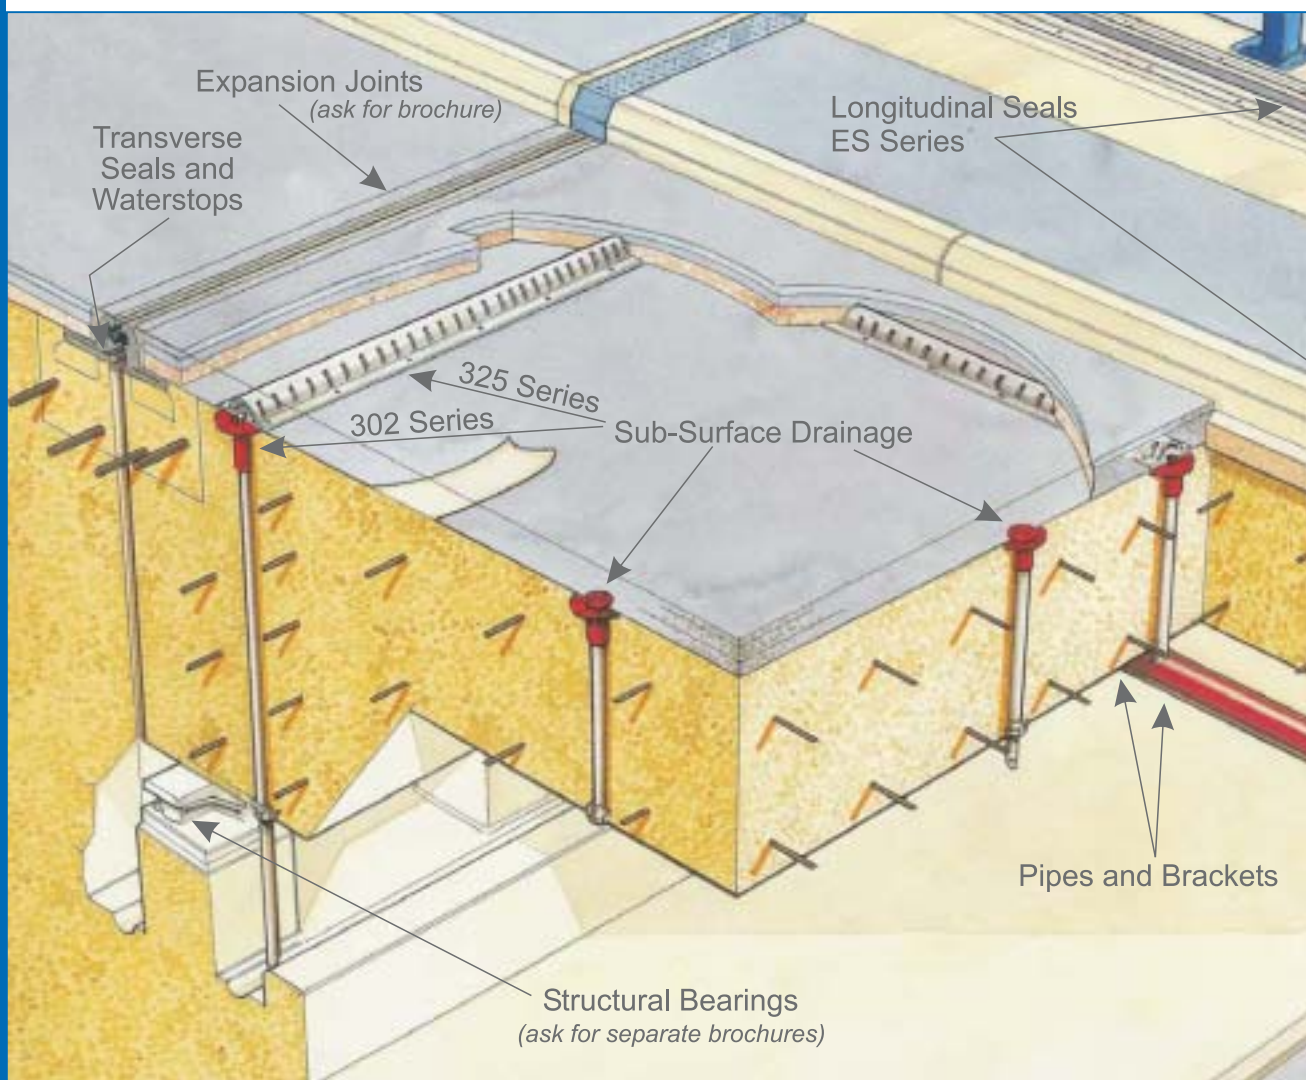 Expansion Joints
(ask for brochure)
Transverse
Seals and
Waterstops
Longitudinal Seals
ES Series
325 Series
302 Series
Sub-Surface Drainage
Pipes and Brackets
Structural Bearings
(ask for separate brochures)